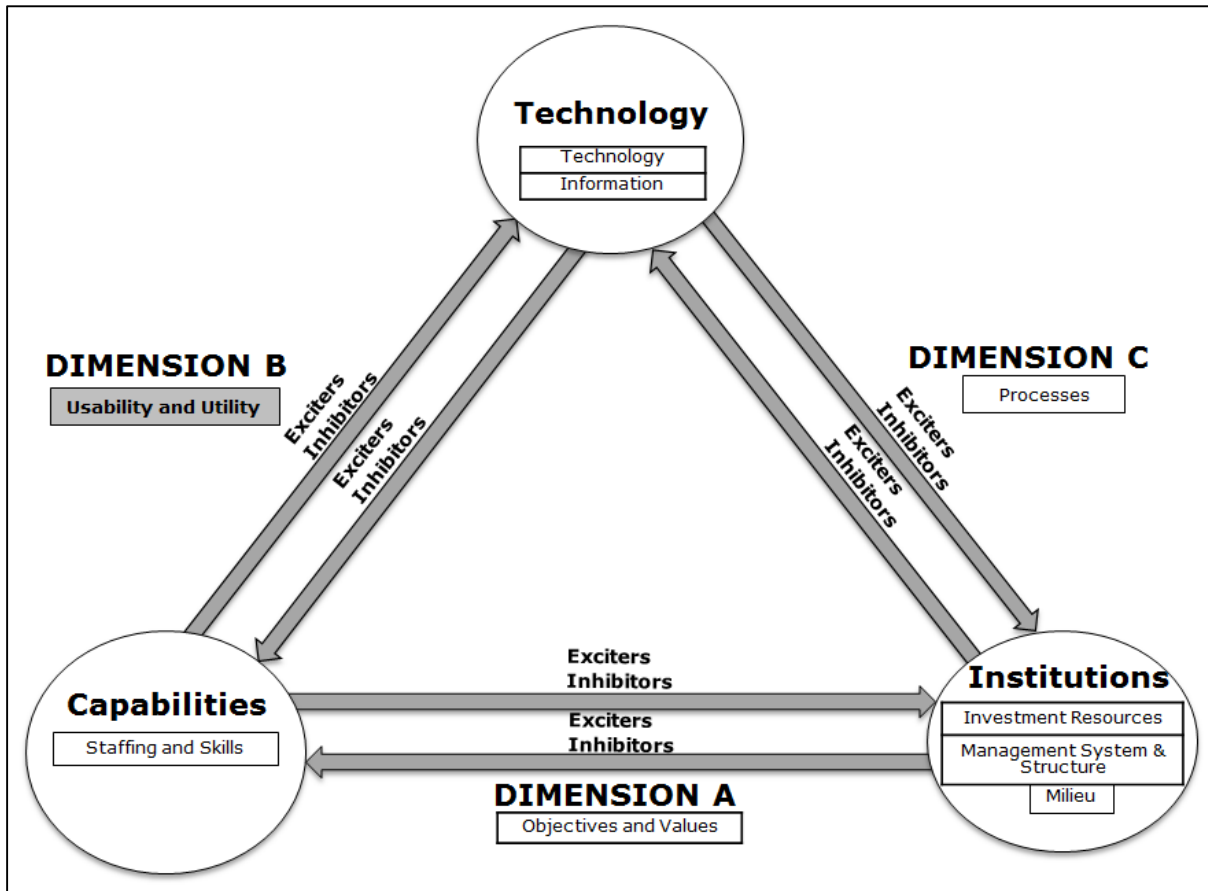 Technology
Technology
Information
DIMENSION B
Usability and Utility
Exciters
Inhibitors
Exciters
Inhibitors
DIMENSION C
Processes
Exciters
Inhibitors
Exciters
Inhibitors
Capabilities
Staffing and Skills
Exciters
Inhibitors
Exciters
Inhibitors
DIMENSION A
Objectives and Values
Institutions
Investment Resources
Management System &
Structure
Milieu